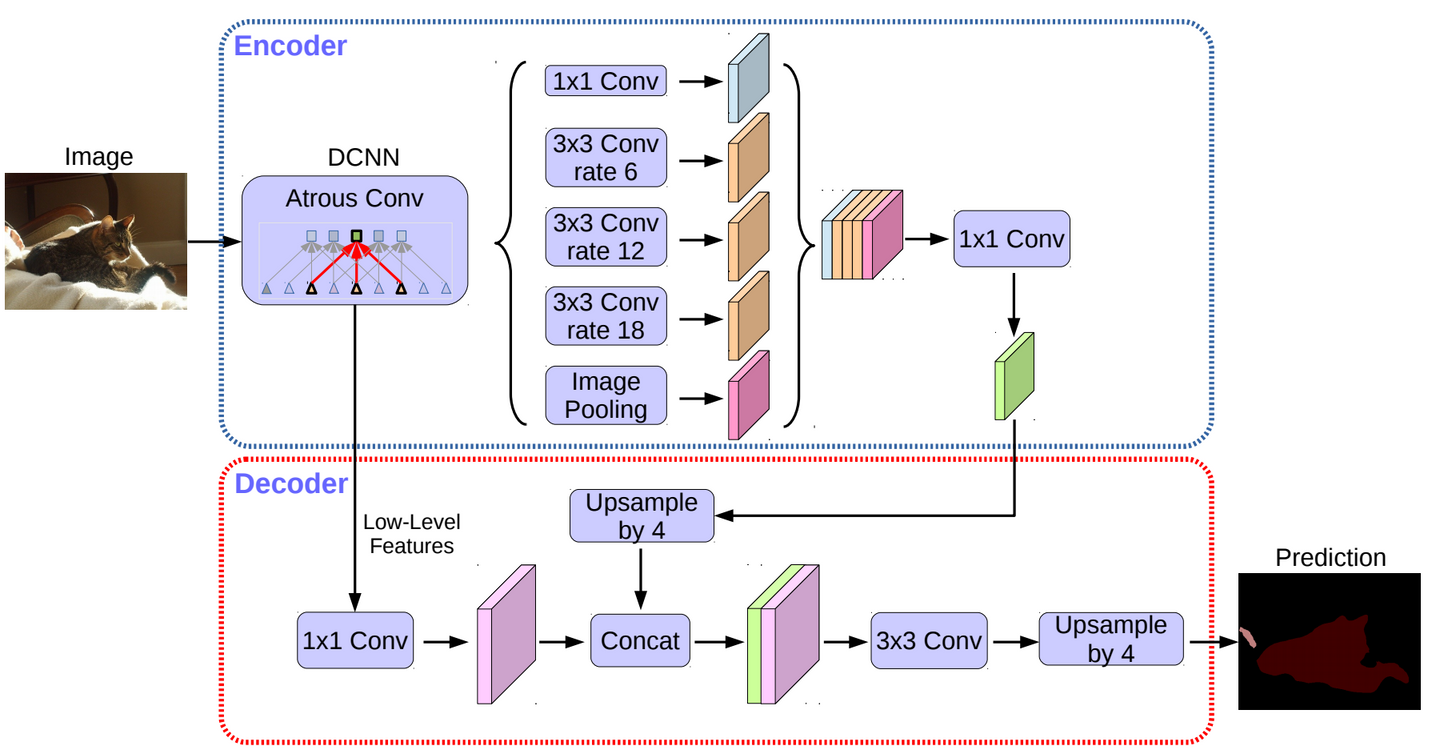 Encoder
Image
DCNN
Atrous Conv
1x1 Conv
3x3 Conv
rate 6
3x3 Conv
rate 12
3x3 Conv
rate 18
Image
Pooling
1x1 Conv
Decoder
Low-Level
Features
Upsample
by 4
1x1 Conv
Concat
3x3 Conv
Upsample
by 4
Prediction